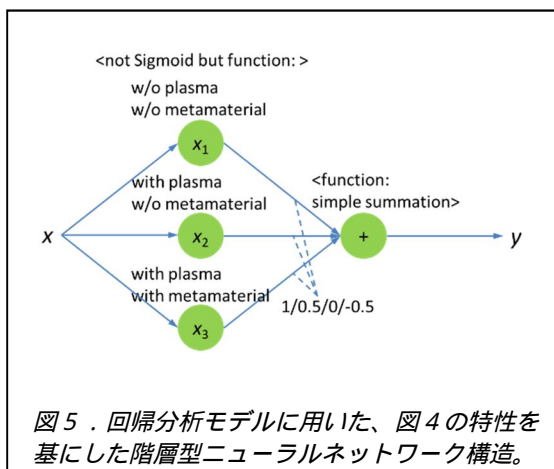 <not Sigmoid but function: >
w/o plasma
w/o metamaterial
x1
with plasma
w/o metamaterial
x2
with plasma
with metamaterial
x3
x
<function:
simple summation>
+
y
1/0.5/0/-0.5
図5．回帰分析モデルに用いた、図4の特性を
基にした階層型ニューラルネットワーク構造。